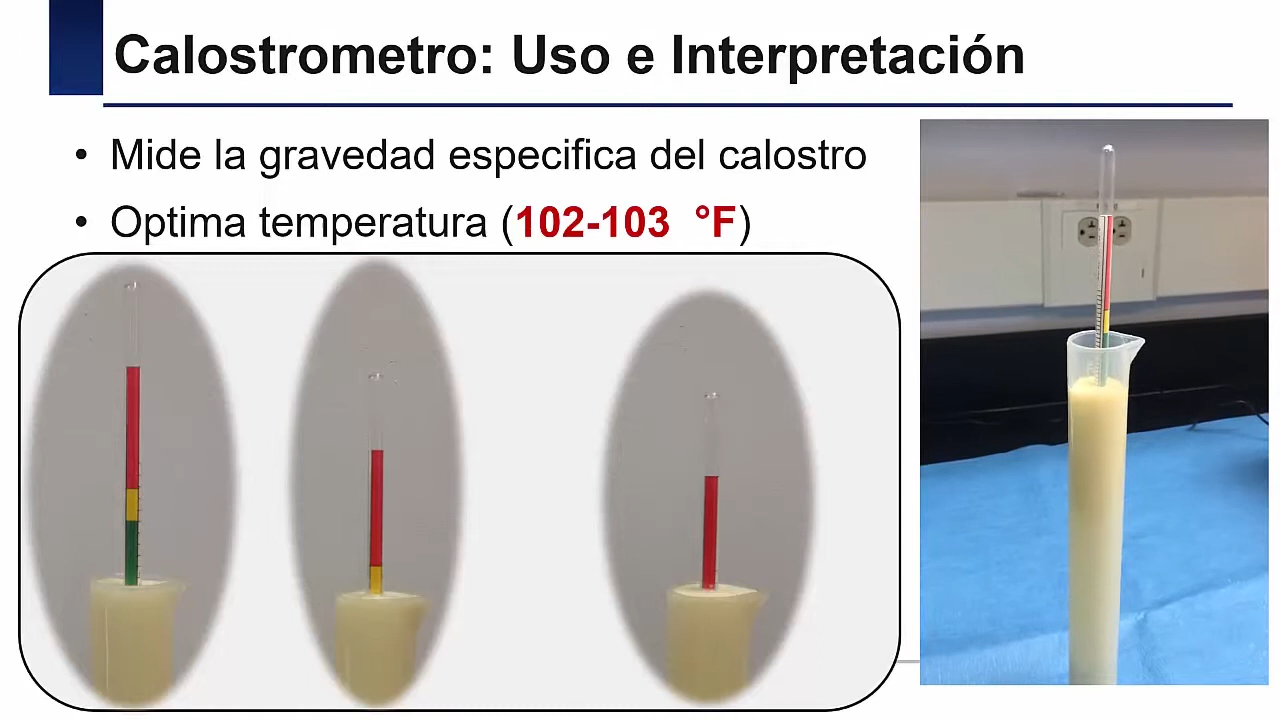 Calostrometro: Uso e Interpretación
• Mide la gravedad especifica del calostro
• Optima temperatura (102-103 °F)